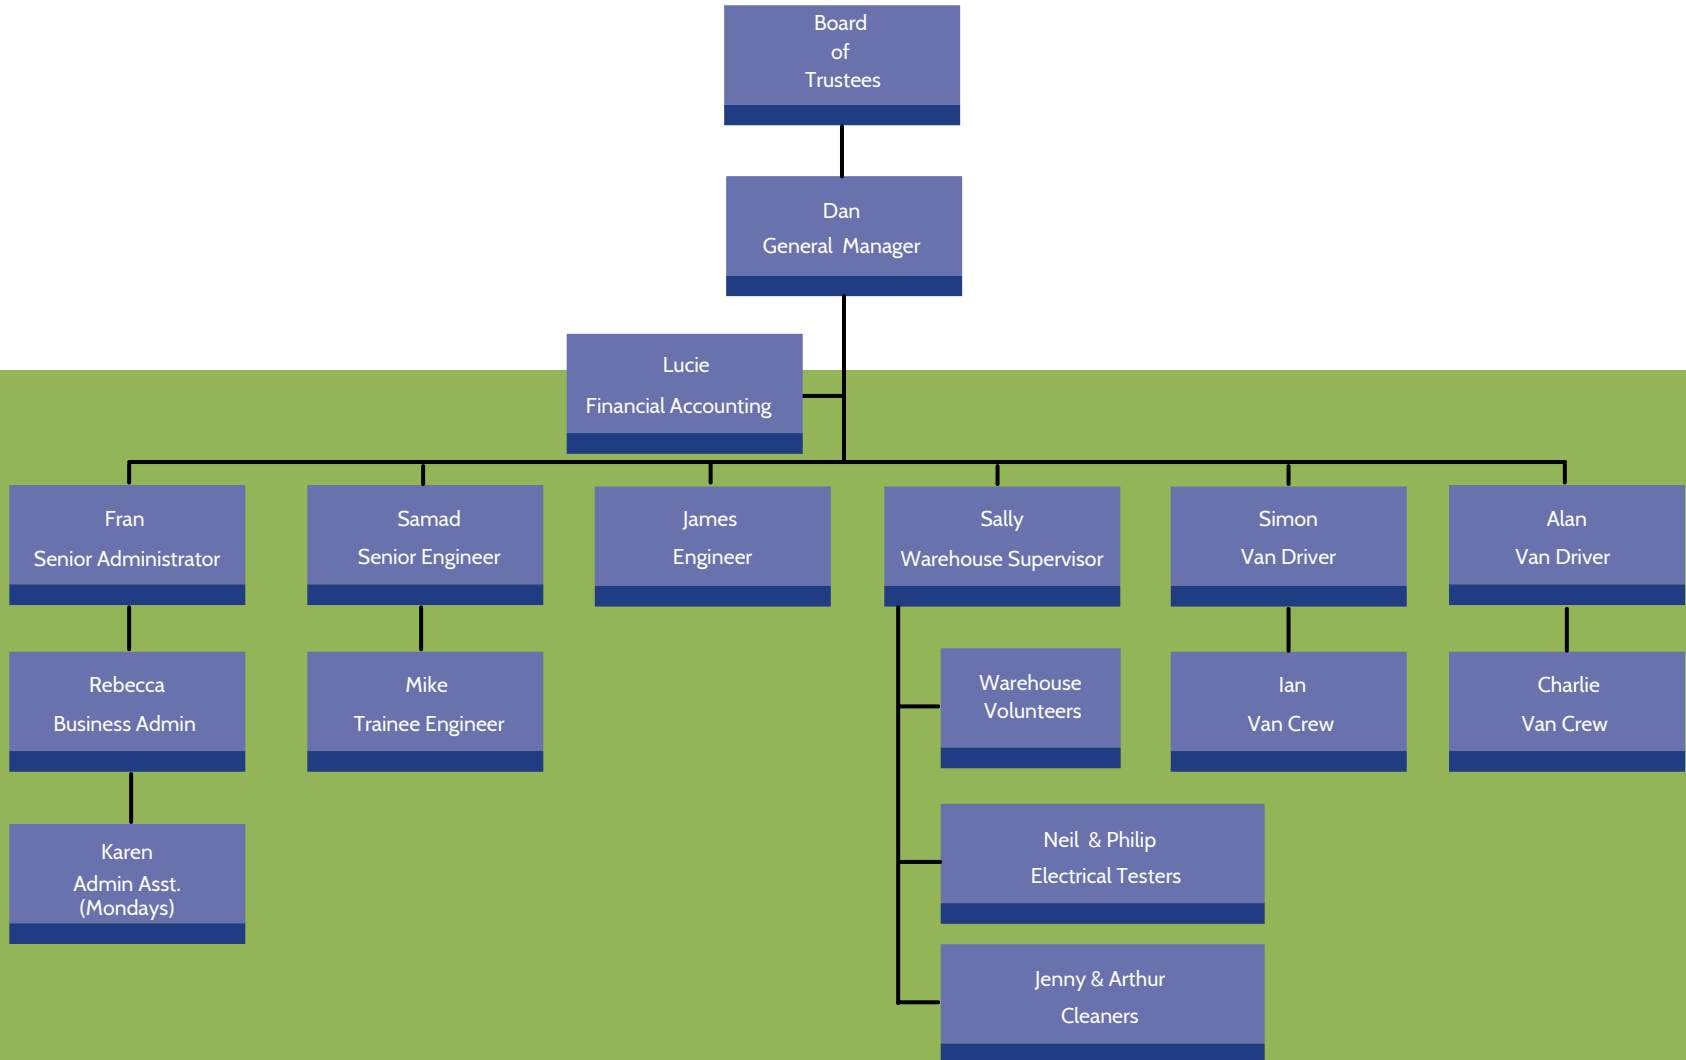 Board
of
Trustees
Dan
General Manager
Lucie
Financial Accounting
Fran
Senior Administrator
Samad
Senior Engineer
James
Engineer
Sally
Warehouse Supervisor
Simon
Van Driver
Alan
Van Driver
Rebecca
Business Admin
Mike
Trainee Engineer
Warehouse
Volunteers
Ian
Van Crew
Charlie
Van Crew
Karen
Admin Asst.
(Mondays)
Neil & Philip
Electrical Testers
Jenny & Arthur
Cleaners